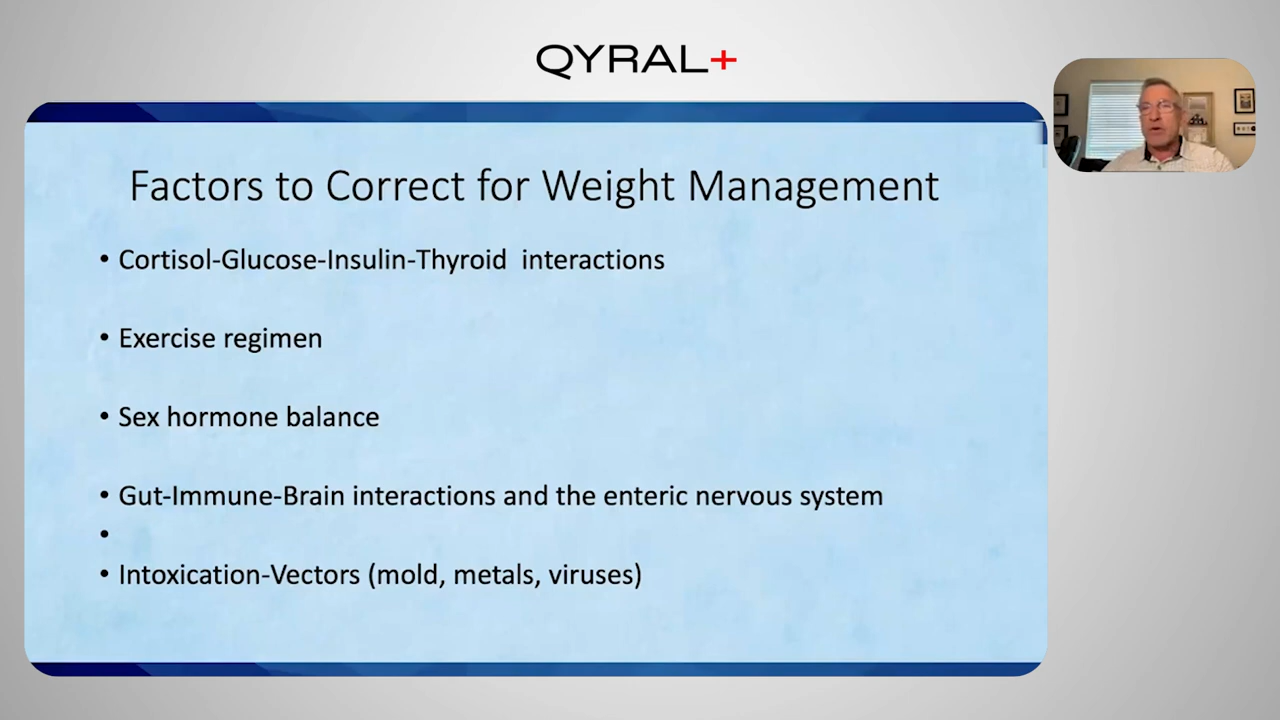 QYRAL+
Factors to Correct for Weight Management
• Cortisol-Glucose-Insulin-Thyroid  interactions
• Exercise regimen
• Sex hormone balance
• Gut-Immune-Brain interactions and the enteric nervous system
•
• Intoxication-Vectors (mold, metals, viruses)